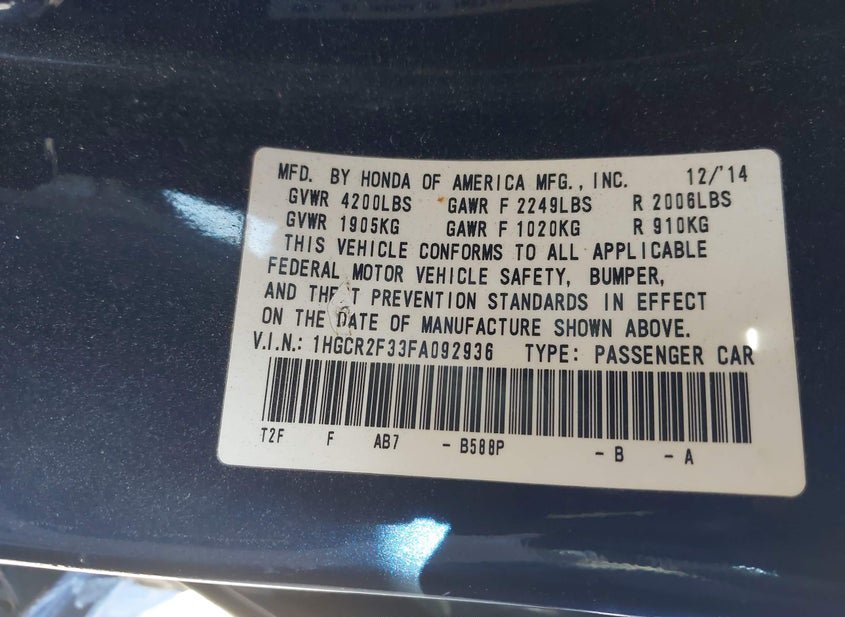 MFD. BY HONDA OF AMERICA MFG., INC. 12/'14
GVWR 4200LBS GAWR F 2249LBS R 2006LBS
GVWR 1905KG GAWR F 1020KG R 910KG
THIS VEHICLE CONFORMS TO ALL APPLICABLE
FEDERAL MOTOR VEHICLE SAFETY, BUMPER,
AND THEFT PREVENTION STANDARDS IN EFFECT
ON THE DATE OF MANUFACTURE SHOWN ABOVE.
V.I.N.: 1HGCR2F33FA092936 TYPE: PASSENGER CAR
T2F F AB7 - B588P - B - A